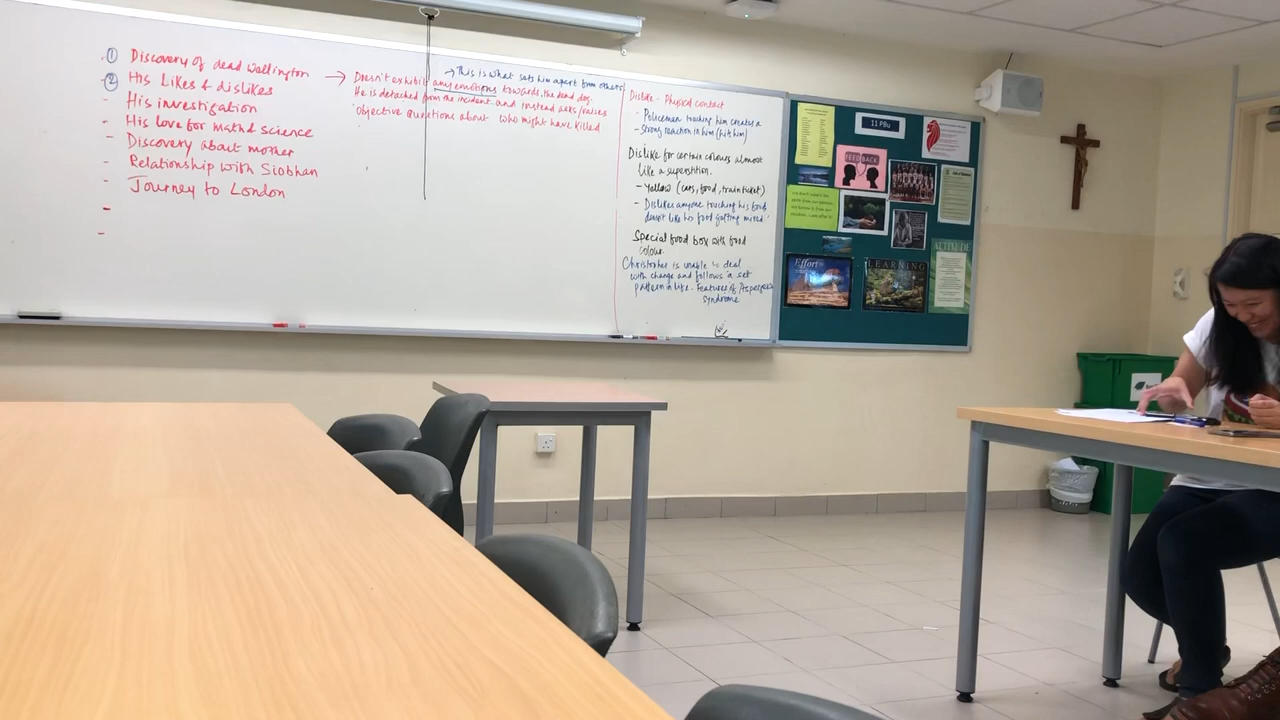 ① Discovery of dead Wellington
② His Likes & dislikes
- His investigation
- His love for maths & science
- Discovery about mother
- Relationship with Siobhan
- Journey to London
→ This is what sets him apart from others
→ Doesn't exhibit any emotions towards the dead dog.
He is detached from the incident and instead asks/raises
objective questions about who might have killed
Dislike - Physical contact
- Policeman touching him creates a
- strong reaction in him (hit him)
Dislike for certain colours almost
like a superstition.
- Yellow (cars, food, train ticket)
- Dislikes anyone touching his food
doesn't like his food getting mixed
Special food box with food
colour.
Christopher is unable to deal
with change and follows a set
pattern in life. Features of Asperger's
syndrome
11 PBu
FEEDBACK
Effort
LEARNING
ATTITUDE